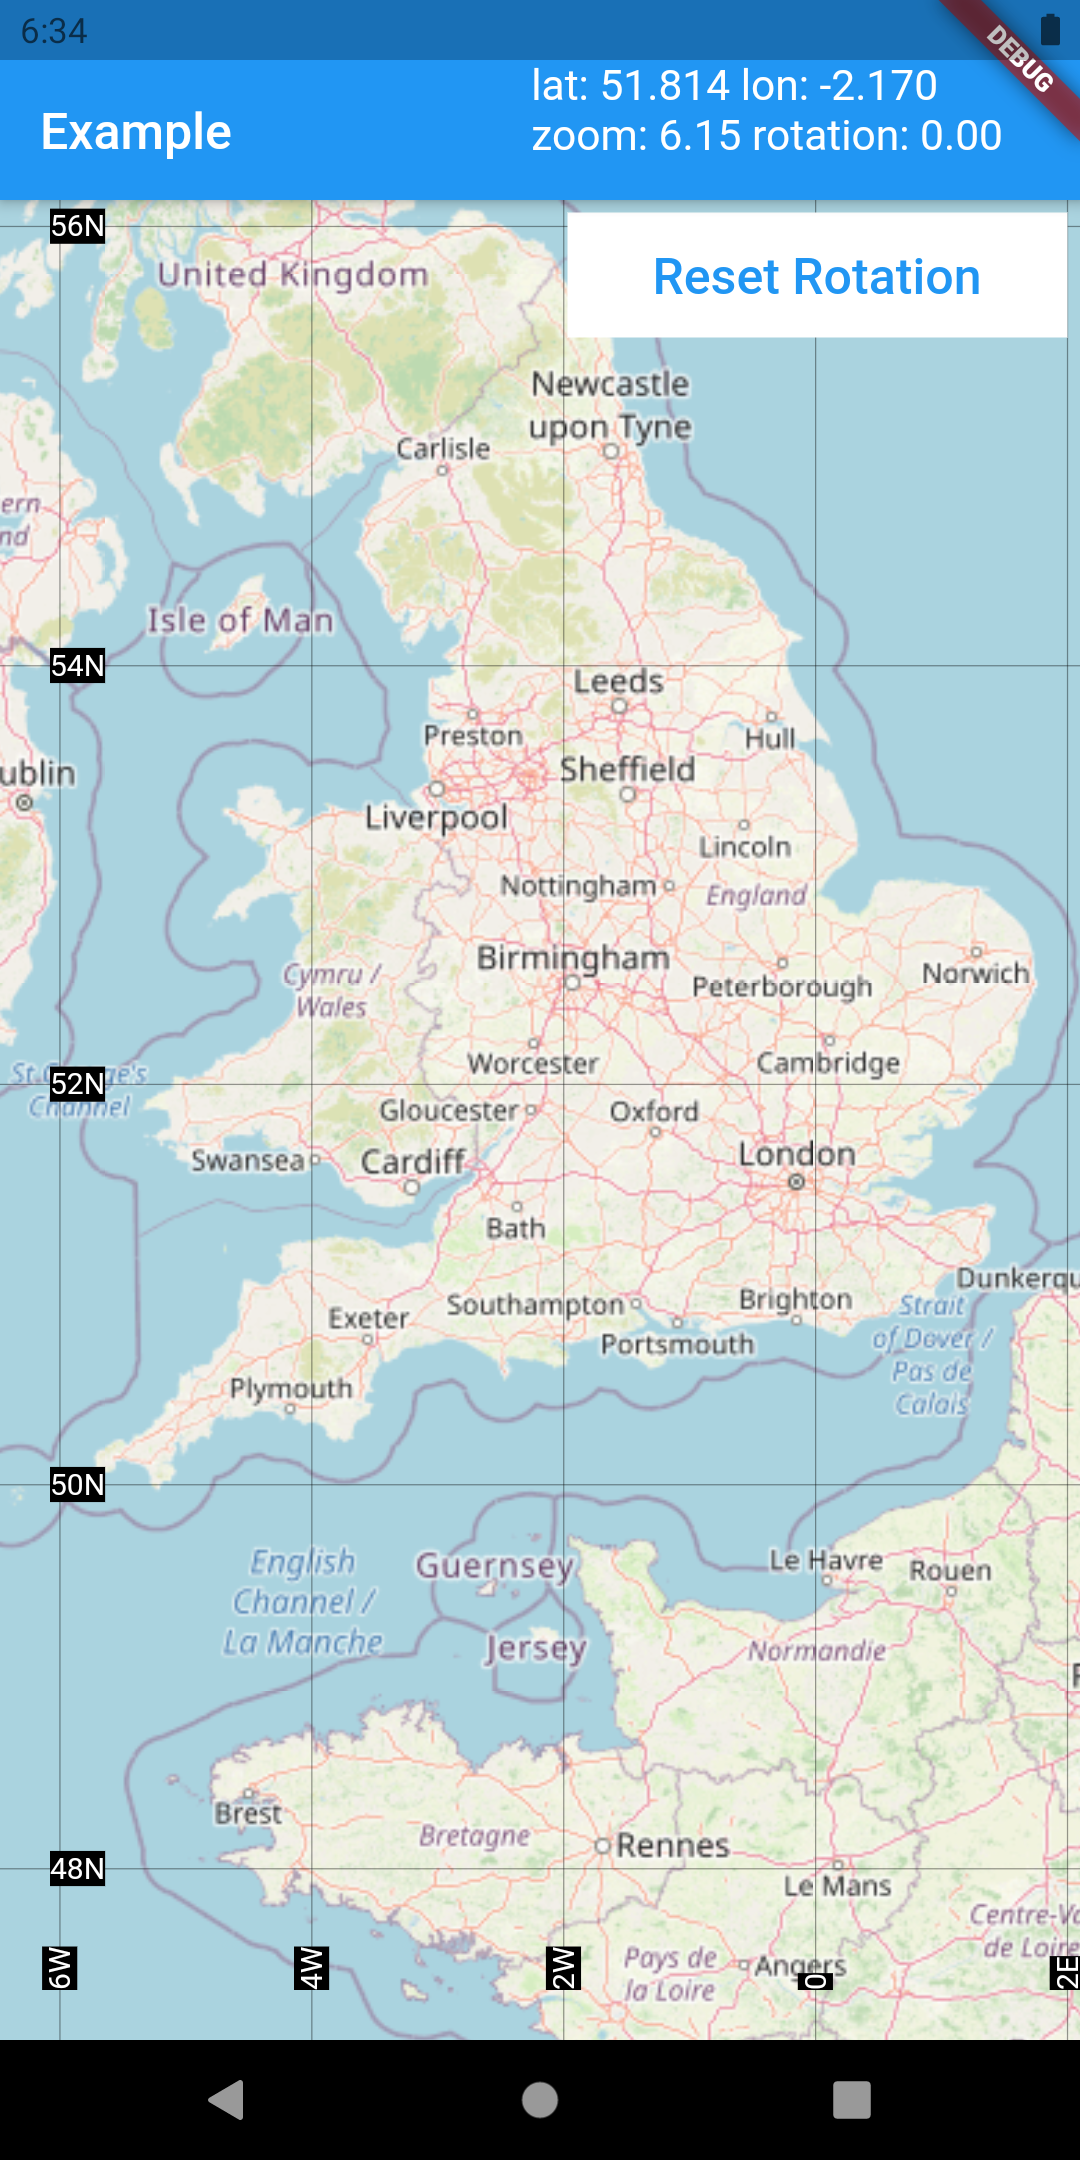 6:34
DEBUG
Example
lat: 51.814 lon: -2.170
zoom: 6.15 rotation: 0.00
56N
United Kingdom
Reset Rotation
Newcastle
upon Tyne
Carlisle
ern
nd
Isle of Man
54N
Leeds
Preston
Hull
ublin
Sheffield
Liverpool
Lincoln
Nottingham
England
Birmingham
Cymru /
Wales
Peterborough
Norwich
Worcester
Cambridge
52N
Channel
Gloucester
Oxford
Swansea
Cardiff
London
Bath
Dunkerqu
Southampton
Brighton
Exeter
Strait
of Dover /
Pas de
Calais
Portsmouth
Plymouth
50N
English
Channel /
La Manche
Guernsey
Jersey
Le Havre
Rouen
Normandie
Brest
Bretagne
Rennes
48N
Le Mans
Centre-Va
de Loire
Pays de
la Loire
Angers
6W
4W
2W
0
2E